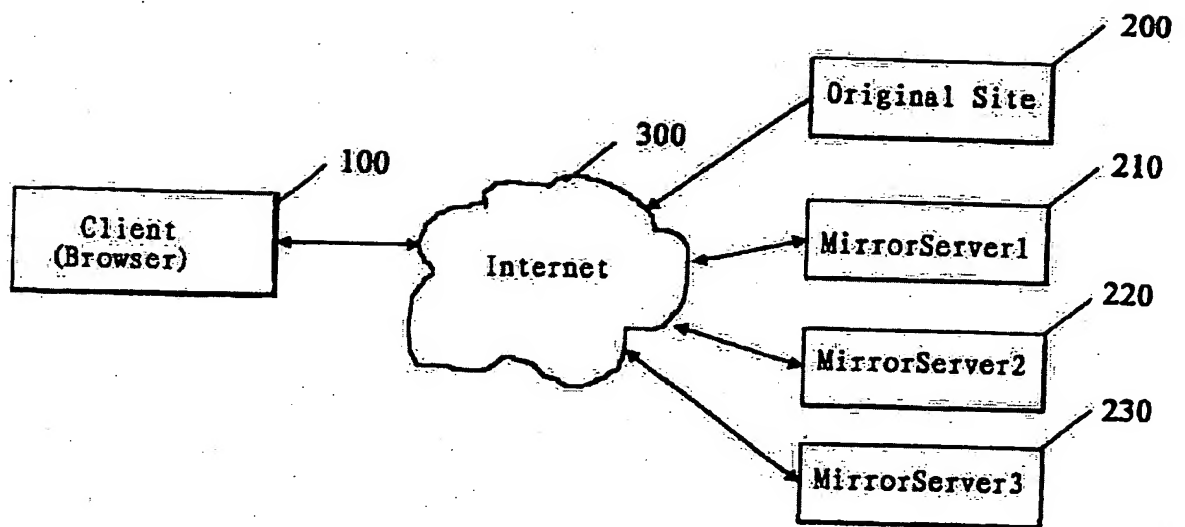 200
Original Site
300
100
210
Client
(Browser)
Internet
MirrorServer1
220
MirrorServer2
230
MirrorServer3